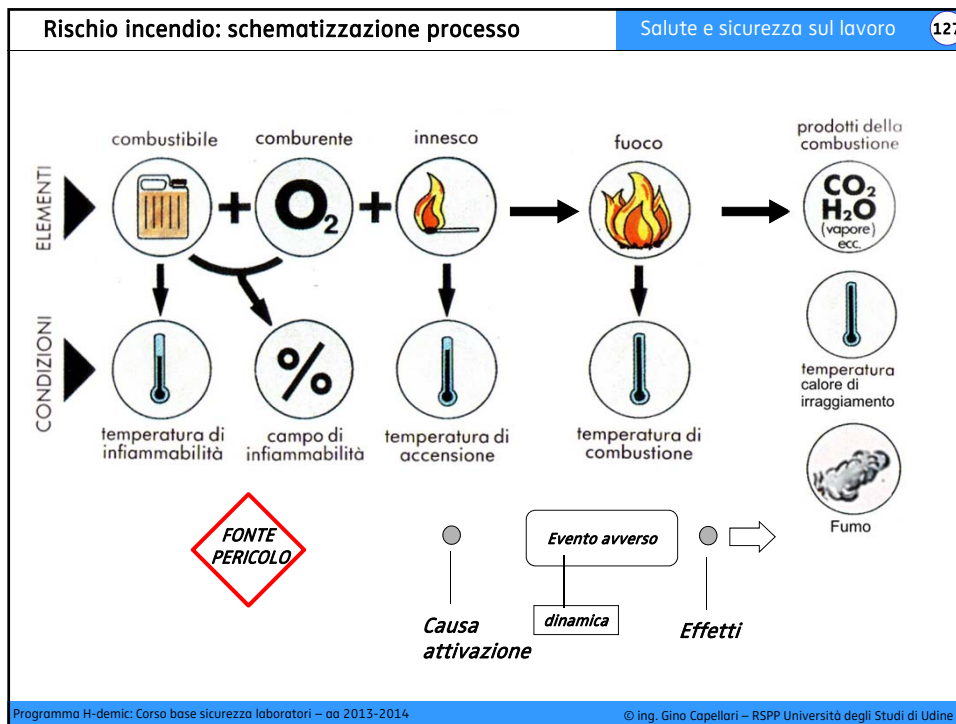 Rischio incendio: schematizzazione processo
Salute e sicurezza sul lavoro
127
ELEMENTI
combustibile
comburente
innesco
fuoco
prodotti della
combustione
+
O2
+
CO2
H2O
(vapore)
ecc.
CONDIZIONI
%
temperatura di
infiammabilità
campo di
infiammabilità
temperatura di
accensione
temperatura di
combustione
temperatura
calore di
irraggiamento
Fumo
FONTE
PERICOLO
Evento avverso
dinamica
Causa
attivazione
Effetti
Programma H-demic: Corso base sicurezza laboratori – aa 2013-2014
© ing. Gino Capellari – RSPP Università degli Studi di Udine